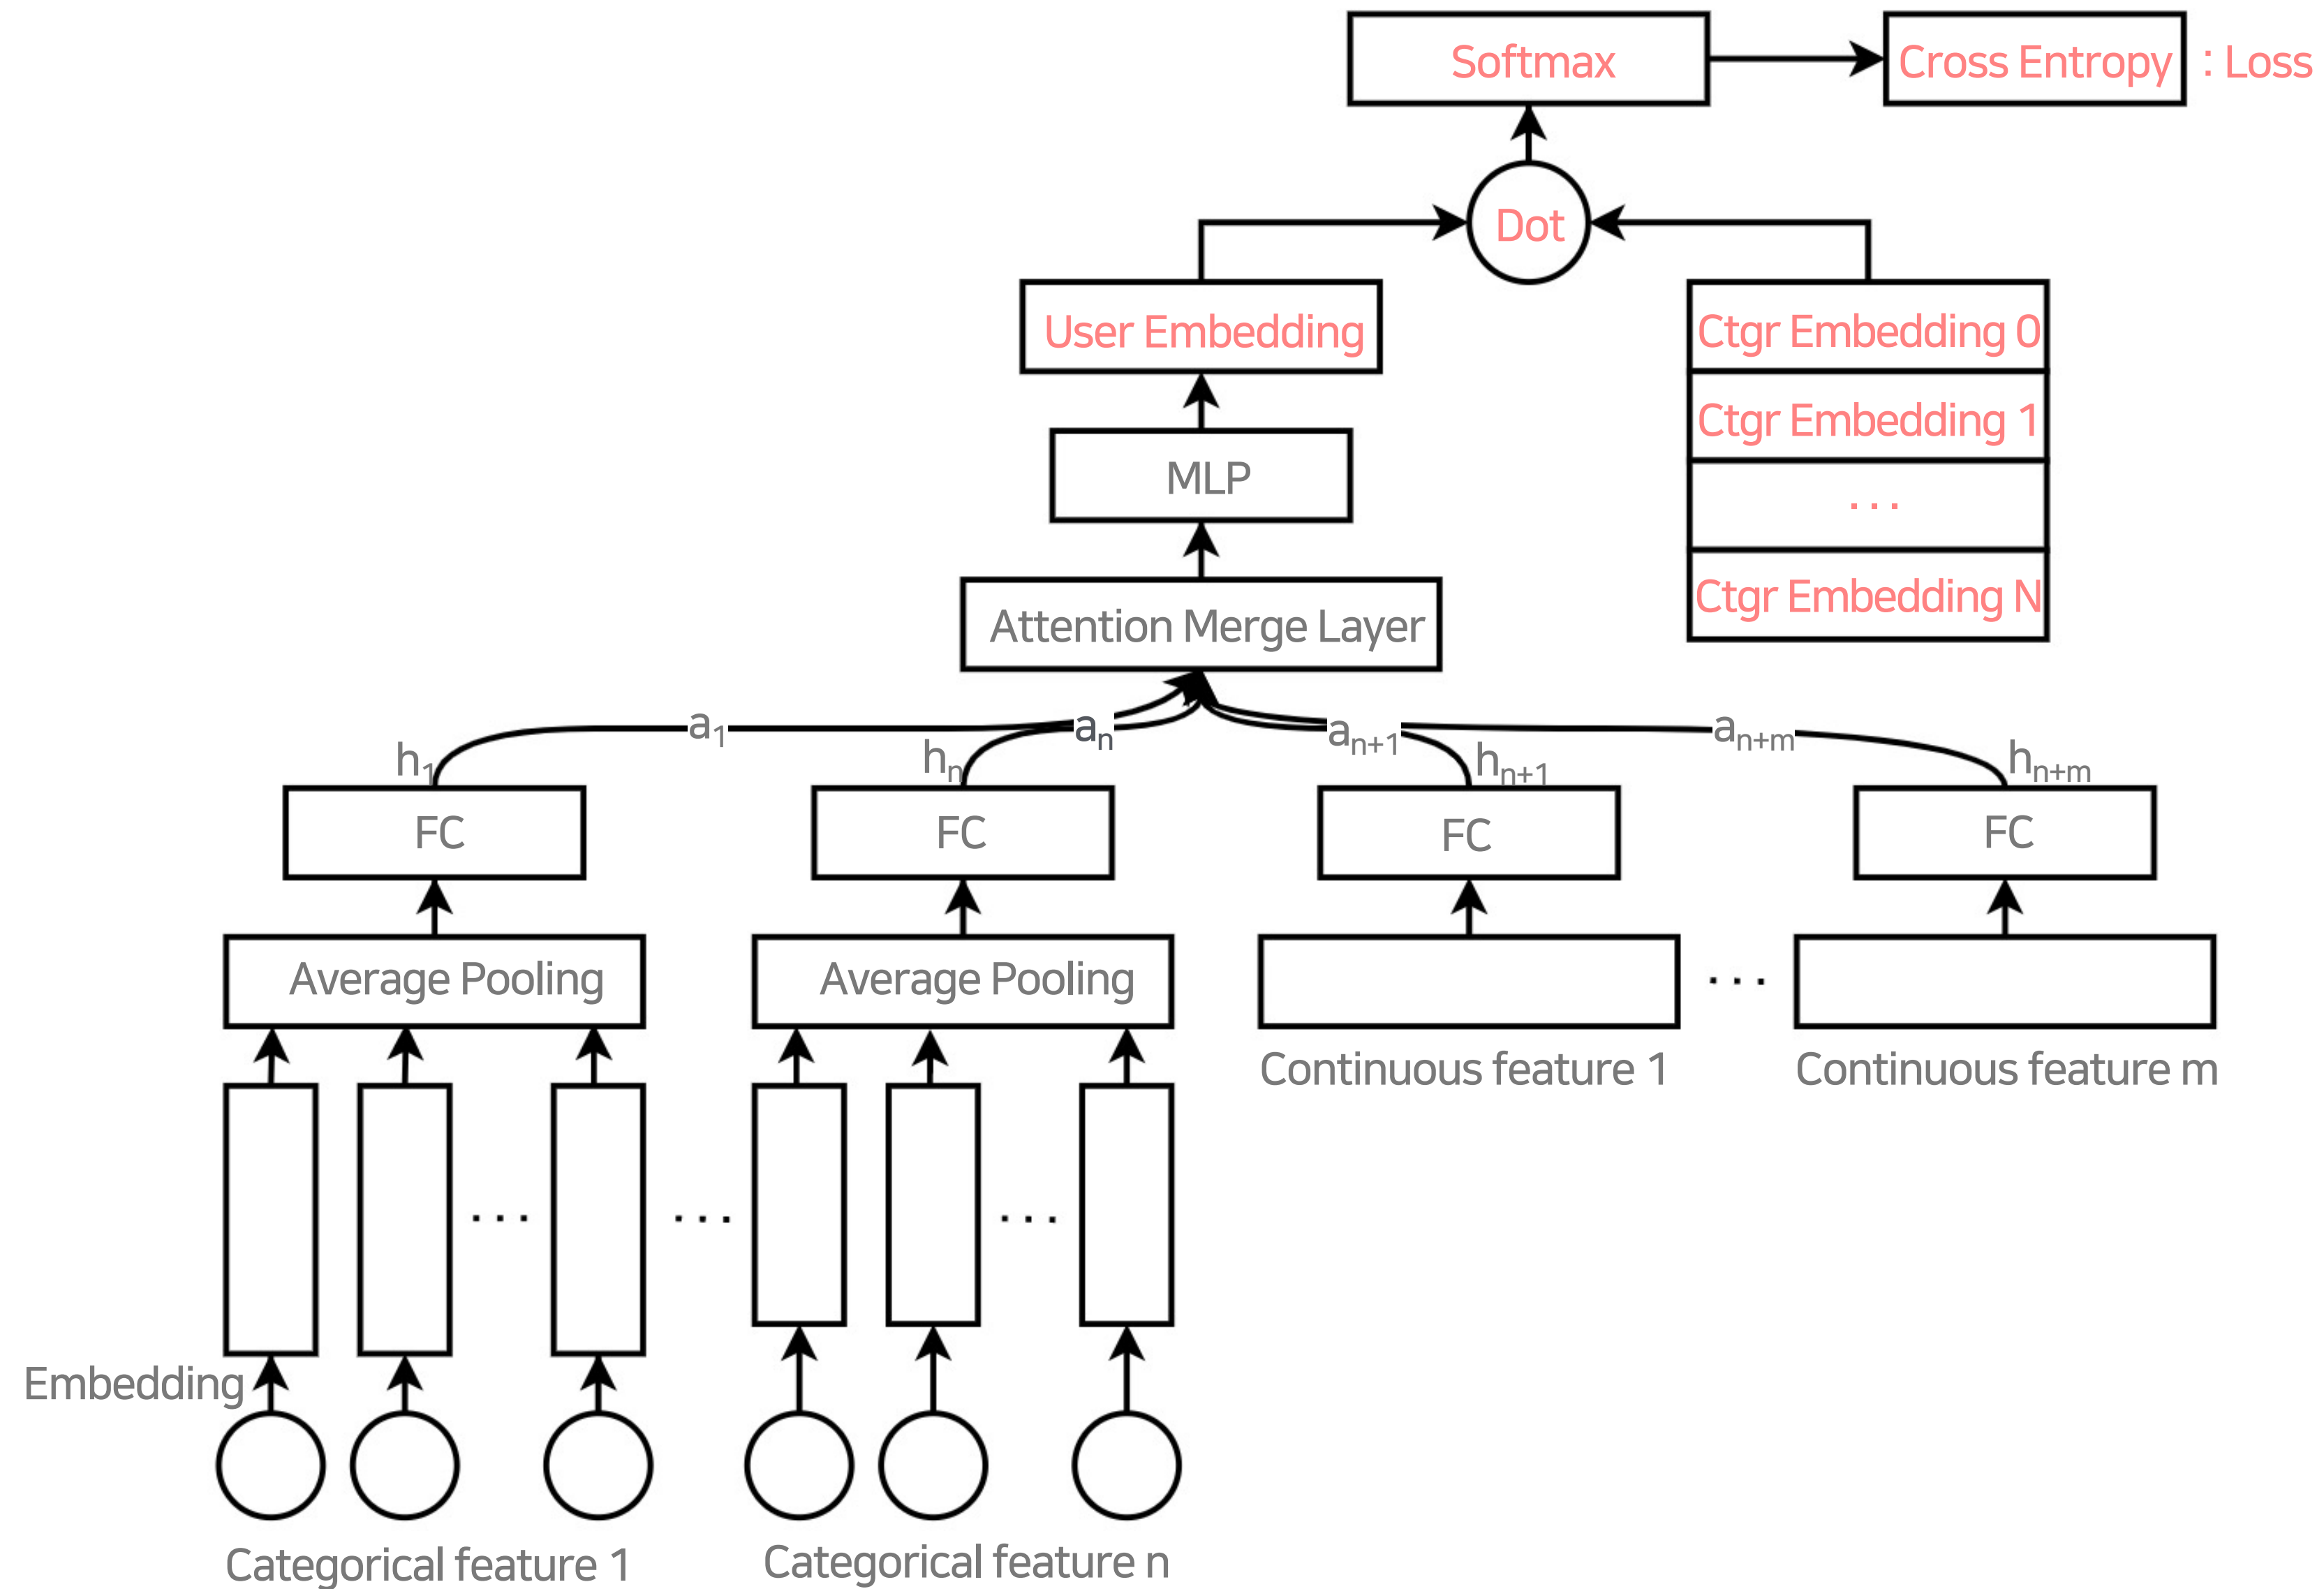 Softmax
Cross Entropy : Loss
Dot
User Embedding
Ctgr Embedding 0
Ctgr Embedding 1
...
Ctgr Embedding N
MLP
Attention Merge Layer
a1
an
an+1
an+m
h1
hn
hn+1
hn+m
FC
FC
FC
FC
Average Pooling
Average Pooling
...
Continuous feature 1
Continuous feature m
...
...
...
Embedding
Categorical feature 1
Categorical feature n